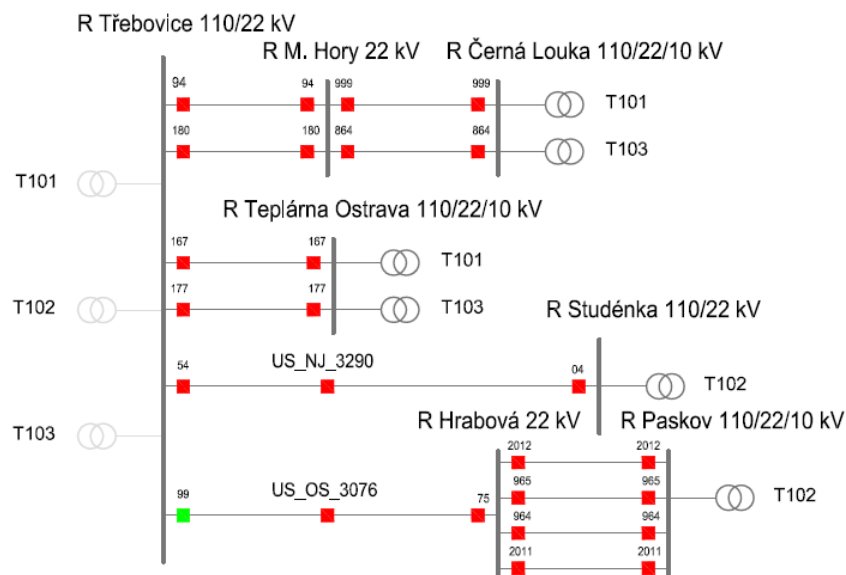 R Třebovice 110/22 kV
R M. Hory 22 kV
R Černá Louka 110/22/10 kV
94
94
999
999
T101
180
180
864
864
T103
T101
R Teplárna Ostrava 110/22/10 kV
167
167
T101
177
177
T103
T102
R Studénka 110/22 kV
54
US_NJ_3290
04
T102
T103
R Hrabová 22 kV
R Paskov 110/22/10 kV
2012
2012
99
US_OS_3076
75
965
965
T102
964
964
2011
2011